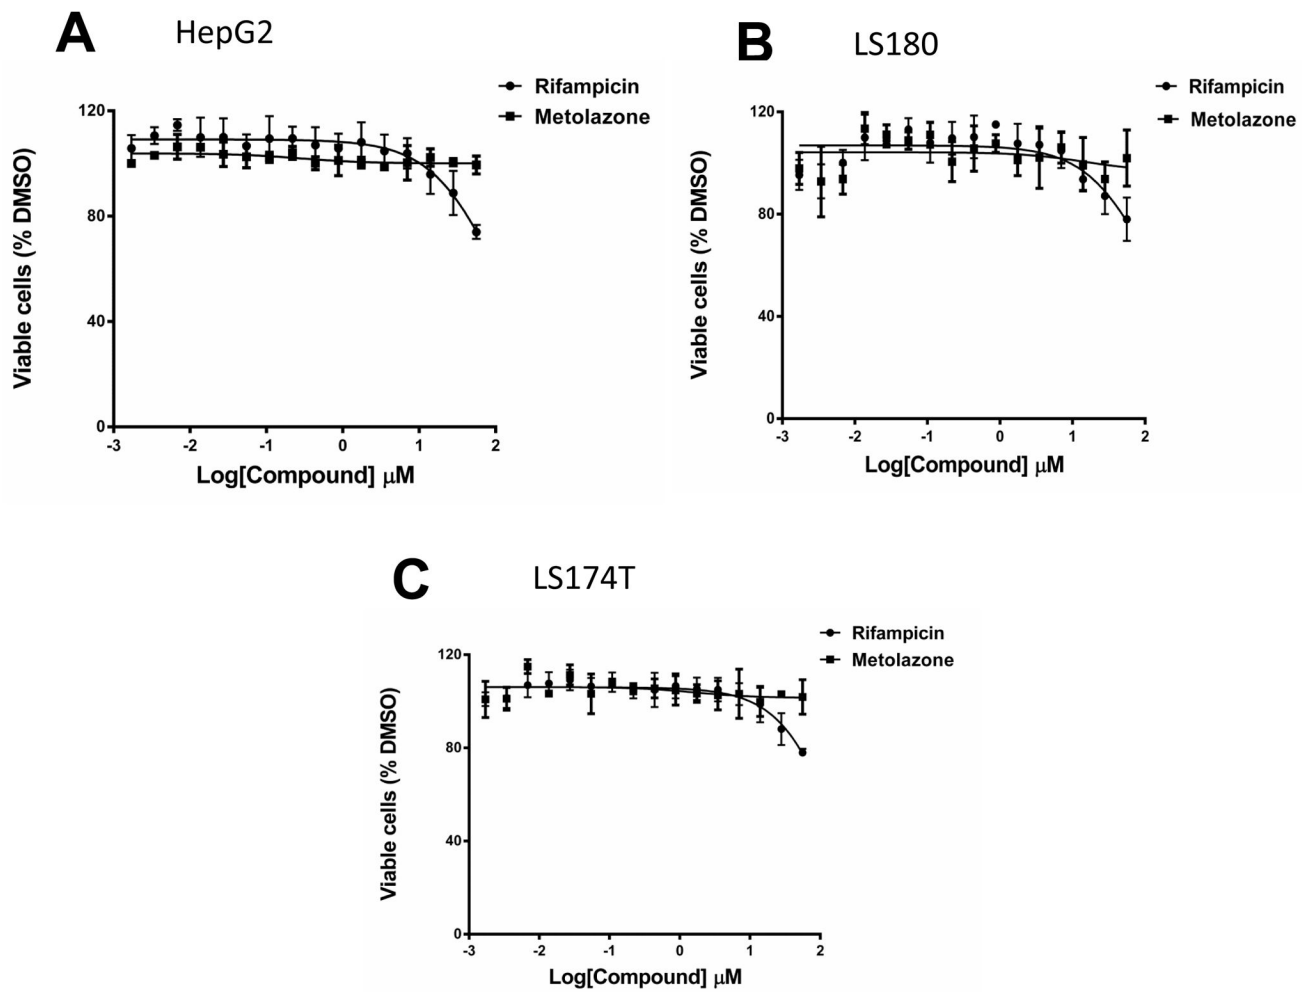 A HepG2
Rifampicin
Metolazone
120
80
40
0
-3 -2 -1 0 1 2
Viable cells (% DMSO)
Log[Compound] μM
B LS180
Rifampicin
Metolazone
120
80
40
0
-3 -2 -1 0 1 2
Viable cells (% DMSO)
Log[Compound] μM
C LS174T
Rifampicin
Metolazone
120
80
40
0
-3 -2 -1 0 1 2
Viable cells (% DMSO)
Log[Compound] μM